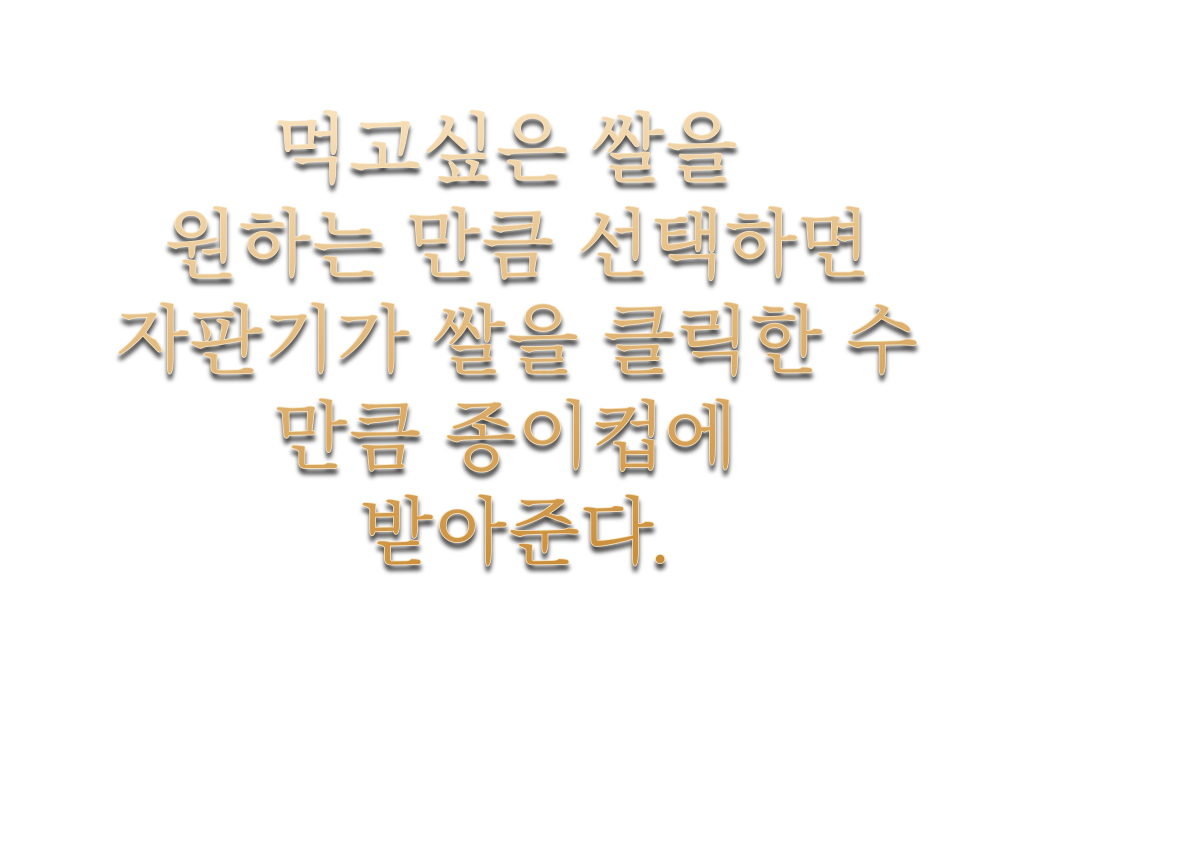 먹고싶은 쌀을
원하는 만큼 선택하면
자판기가 쌀을 클릭한 수
만큼 종이컵에
받아준다.